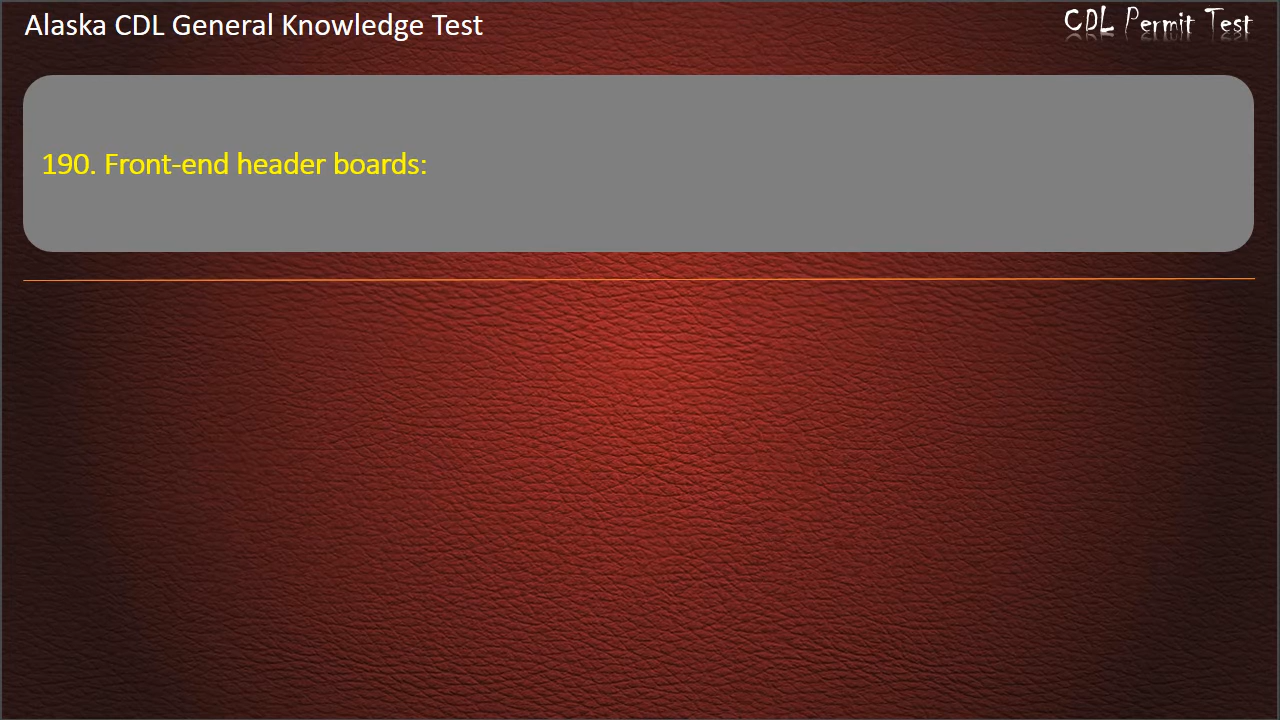 Alaska CDL General Knowledge Test
CDL Permit Test
190. Front-end header boards: